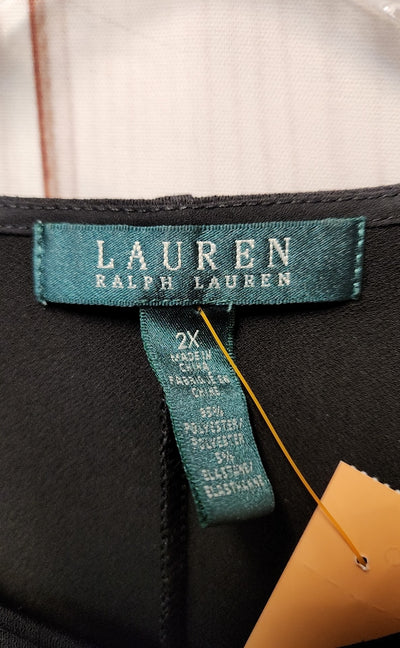 LAUREN
RALPH LAUREN
2X
MADE IN
CHINA
FABRIQUE EN
CHINE
95%
POLYESTER/
POLYESTER
5%
ELASTANE/
ELASTHANNE